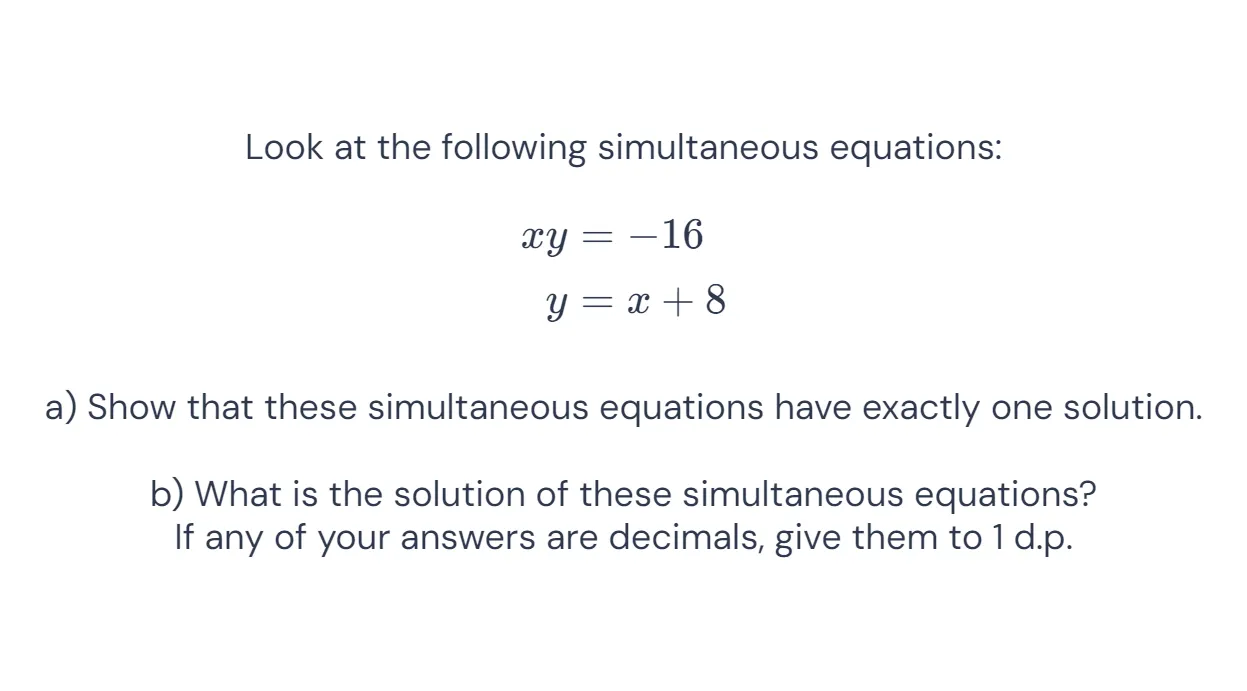 Look at the following simultaneous equations:
xy = −16
y = x + 8
a) Show that these simultaneous equations have exactly one solution.
b) What is the solution of these simultaneous equations?
If any of your answers are decimals, give them to 1 d.p.